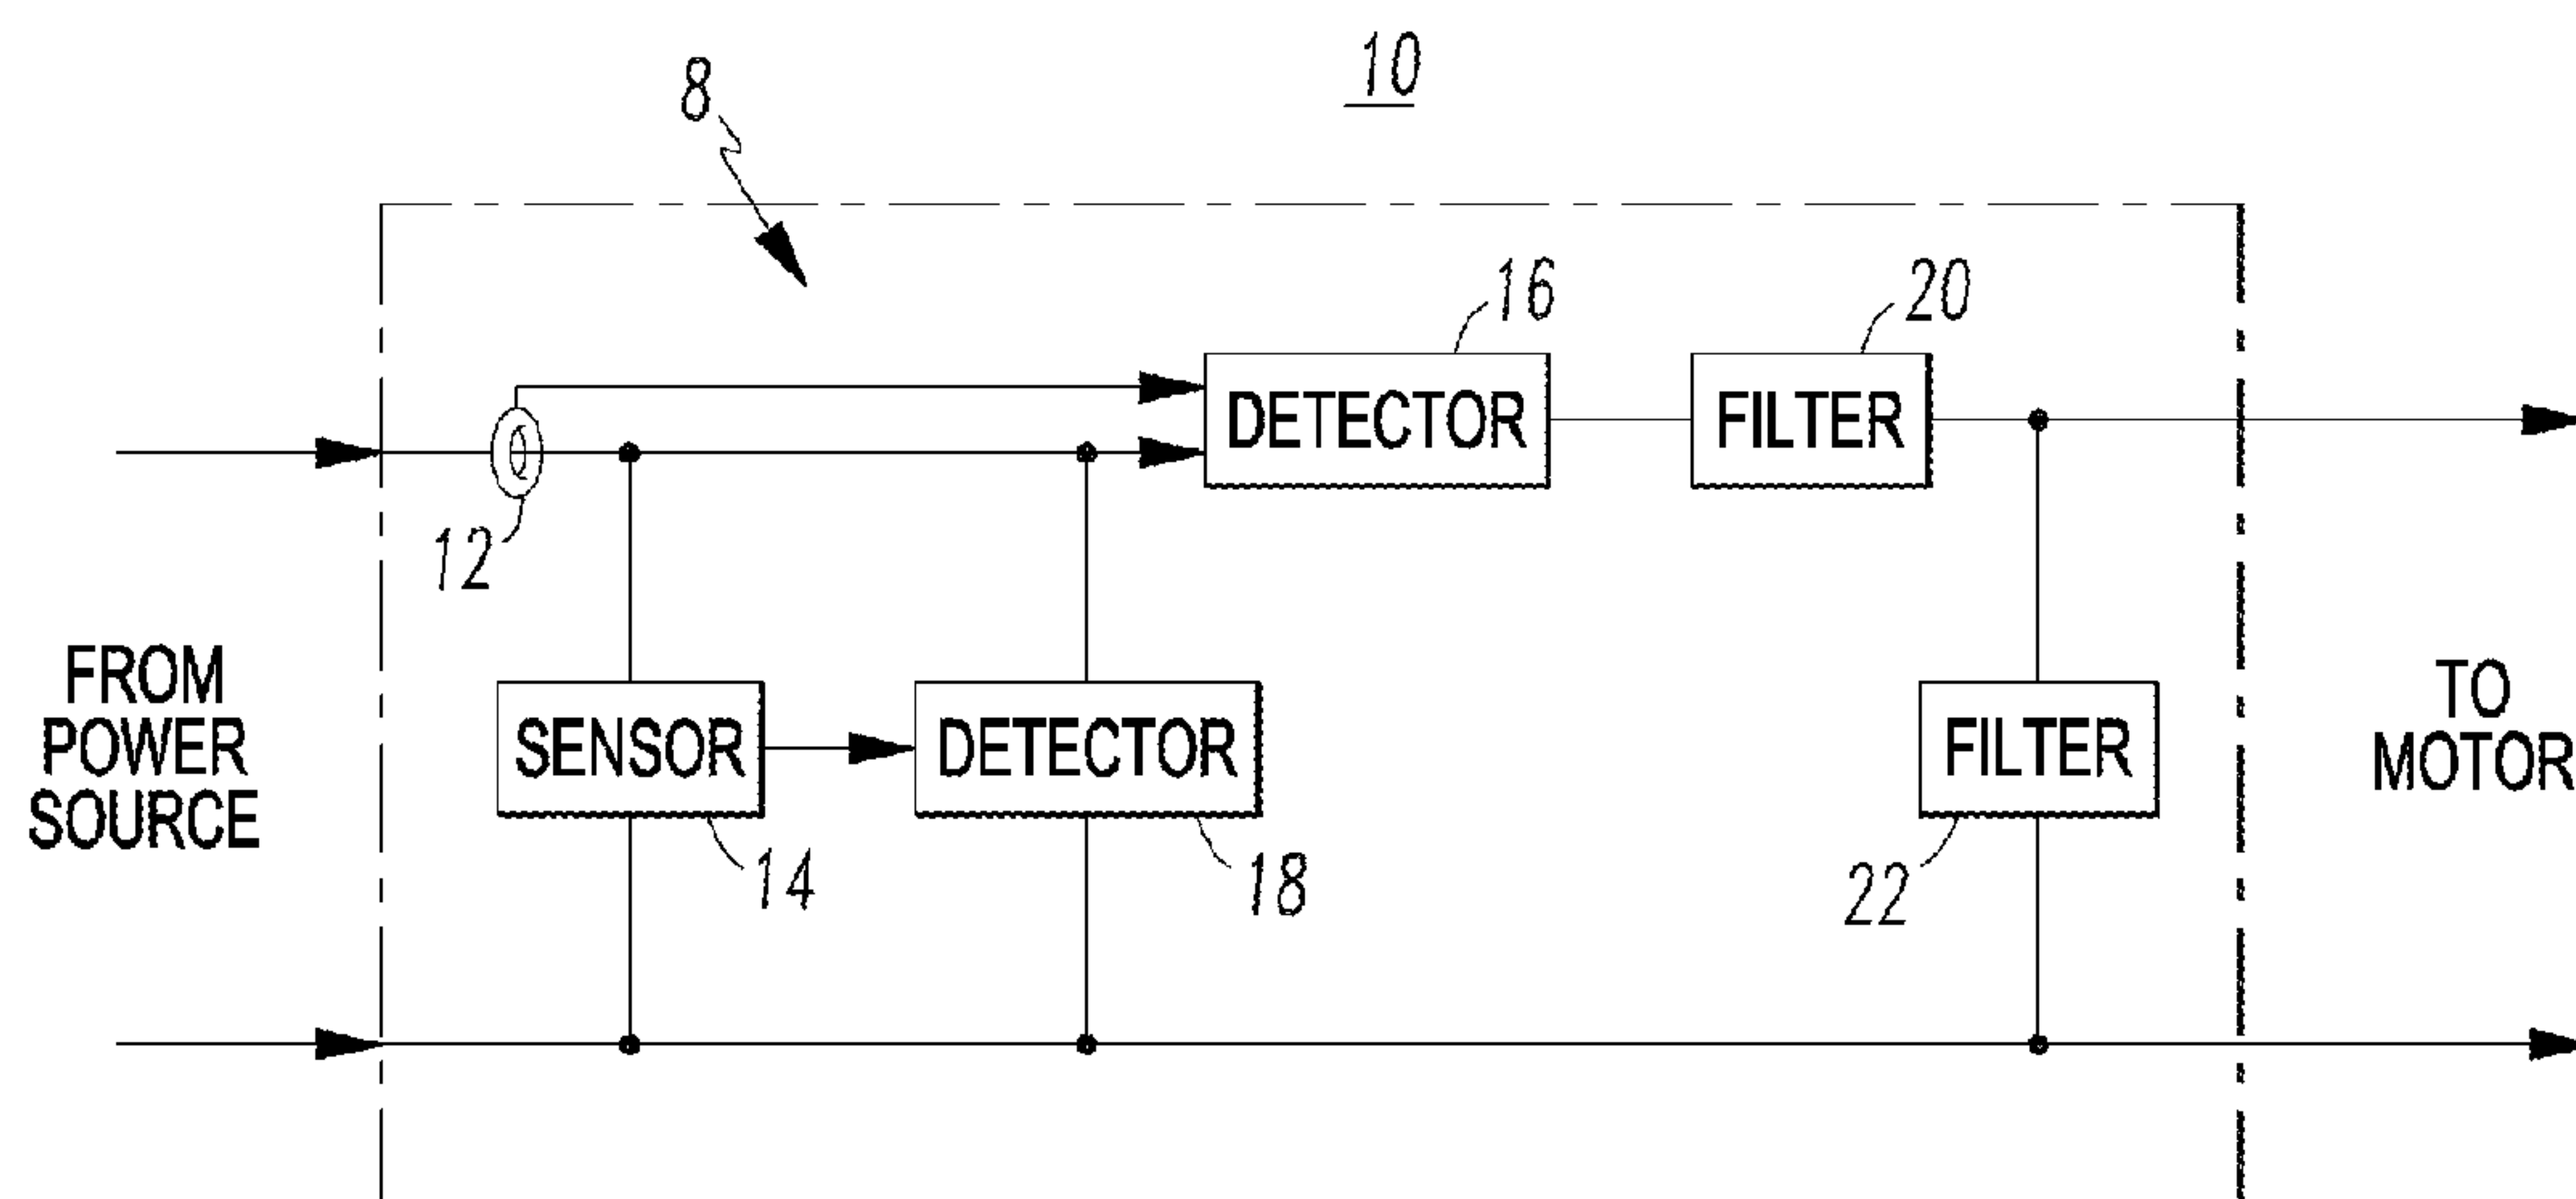 10
8
16
20
DETECTOR
FILTER
12
FROM
POWER
SOURCE
SENSOR
DETECTOR
FILTER
TO
MOTOR
14
18
22